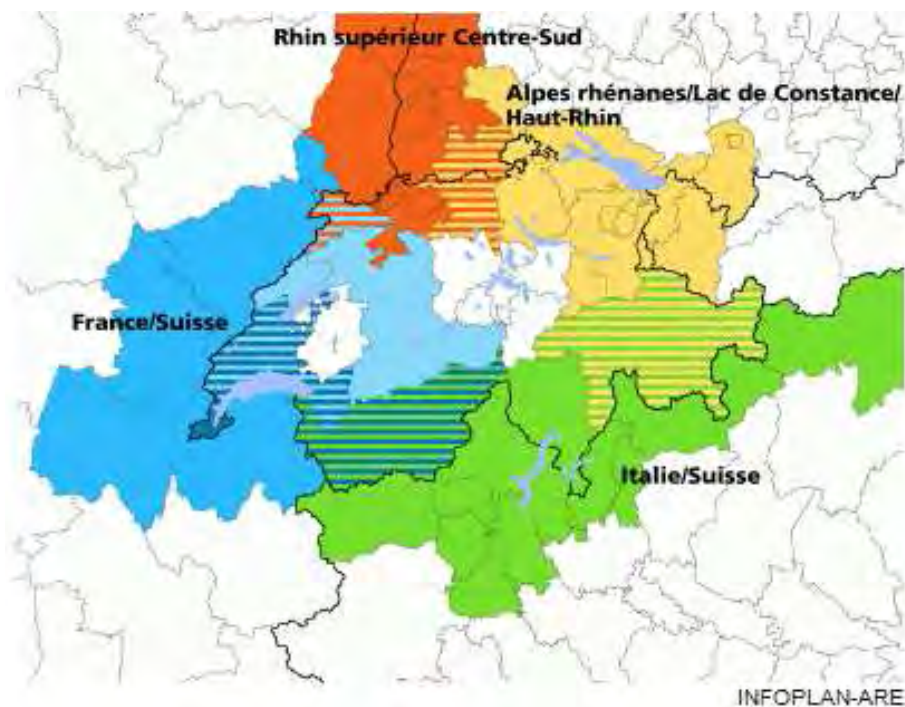 Rhin supérieur Centre-Sud
Alpes rhénanes/Lac de Constance/
Haut-Rhin
France/Suisse
Italie/Suisse
INFOPLAN-ARE